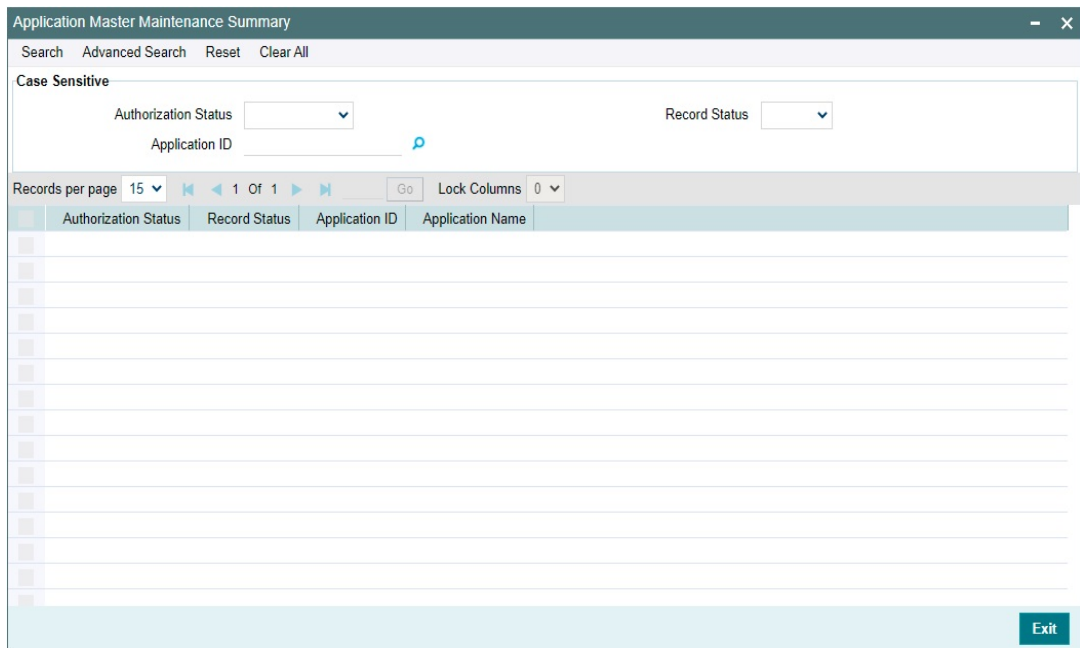 Application Master Maintenance Summary
Search Advanced Search Reset Clear All
Case Sensitive
Authorization Status Record Status
Application ID
Records per page 15 1 Of 1 Go Lock Columns 0
Authorization Status Record Status Application ID Application Name
Exit